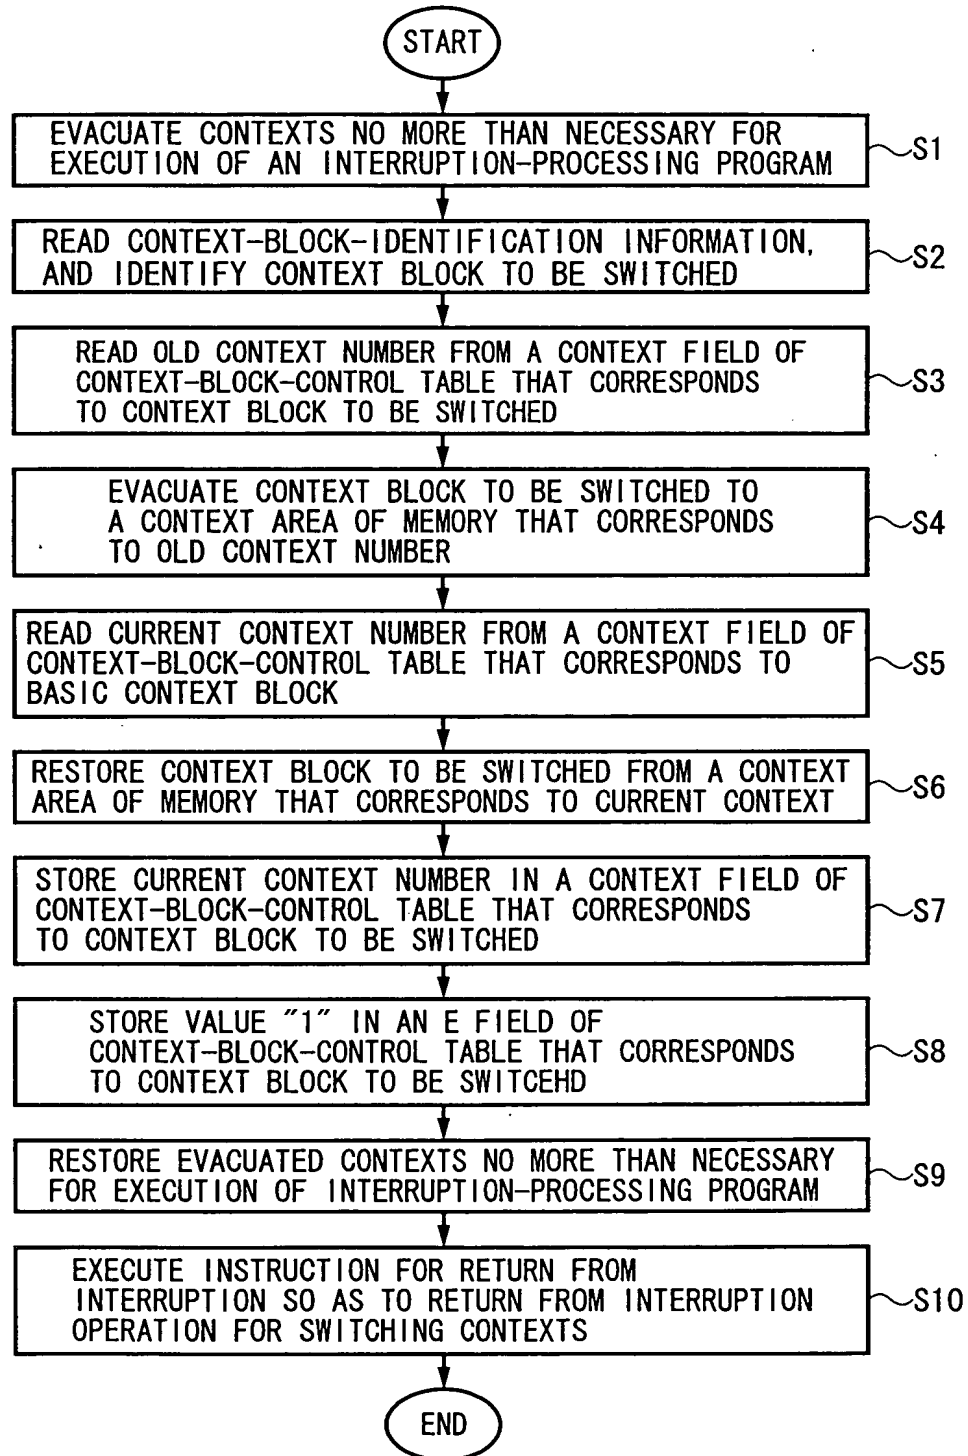 START
EVACUATE CONTEXTS NO MORE THAN NECESSARY FOR
EXECUTION OF AN INTERRUPTION-PROCESSING PROGRAM
S1
READ CONTEXT-BLOCK-IDENTIFICATION INFORMATION,
AND IDENTIFY CONTEXT BLOCK TO BE SWITCHED
S2
READ OLD CONTEXT NUMBER FROM A CONTEXT FIELD OF
CONTEXT-BLOCK-CONTROL TABLE THAT CORRESPONDS
TO CONTEXT BLOCK TO BE SWITCHED
S3
EVACUATE CONTEXT BLOCK TO BE SWITCHED TO
A CONTEXT AREA OF MEMORY THAT CORRESPONDS
TO OLD CONTEXT NUMBER
S4
READ CURRENT CONTEXT NUMBER FROM A CONTEXT FIELD OF
CONTEXT-BLOCK-CONTROL TABLE THAT CORRESPONDS TO
BASIC CONTEXT BLOCK
S5
RESTORE CONTEXT BLOCK TO BE SWITCHED FROM A CONTEXT
AREA OF MEMORY THAT CORRESPONDS TO CURRENT CONTEXT
S6
STORE CURRENT CONTEXT NUMBER IN A CONTEXT FIELD OF
CONTEXT-BLOCK-CONTROL TABLE THAT CORRESPONDS
TO CONTEXT BLOCK TO BE SWITCHED
S7
STORE VALUE "1" IN AN E FIELD OF
CONTEXT-BLOCK-CONTROL TABLE THAT CORRESPONDS
TO CONTEXT BLOCK TO BE SWITCEHD
S8
RESTORE EVACUATED CONTEXTS NO MORE THAN NECESSARY
FOR EXECUTION OF INTERRUPTION-PROCESSING PROGRAM
S9
EXECUTE INSTRUCTION FOR RETURN FROM
INTERRUPTION SO AS TO RETURN FROM INTERRUPTION
OPERATION FOR SWITCHING CONTEXTS
S10
END